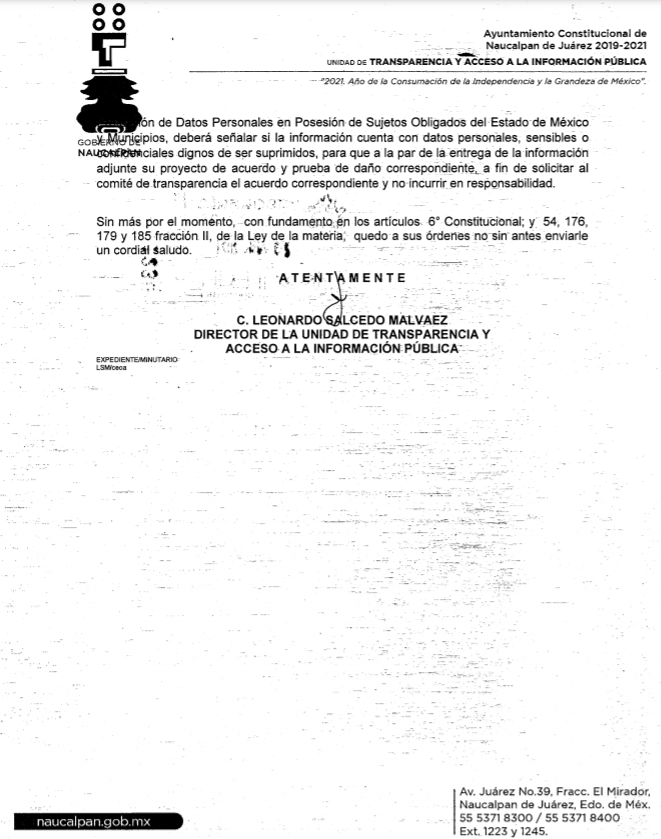 Ayuntamiento Constitucional de
Naucalpan de Juárez 2019-2021
UNIDAD DE TRANSPARENCIA Y ACCESO A LA INFORMACIÓN PÚBLICA
"2021. Año de la Consumación de la Independencia y la Grandeza de México".
de Datos Personales en Posesión de Sujetos Obligados del Estado de México
y Municipios, deberá señalar si la información cuenta con datos personales, sensibles o
GOBIERNO DE
NAUCALPAN
dignos de ser suprimidos, para que a la par de la entrega de la información
adjunte su proyecto de acuerdo y prueba de daño correspondiente, a fin de solicitar al
comité de transparencia el acuerdo correspondiente y no incurrir en responsabilidad.
Sin más por el momento, con fundamento en los artículos 6° Constitucional; y 54, 176,
179 y 185 fracción II, de la Ley de la materia, quedo a sus órdenes no sin antes enviarle
un cordial saludo.
ATENTAMENTE
C. LEONARDO SALCEDO MALVAEZ
DIRECTOR DE LA UNIDAD DE TRANSPARENCIA Y
ACCESO A LA INFORMACIÓN PÚBLICA
EXPEDIENTE/MINUTARIO
LSM/ceca
naucalpan.gob.mx
Av. Juárez No.39, Fracc. El Mirador,
Naucalpan de Juárez, Edo. de Méx.
55 5371 8300 / 55 5371 8400
Ext. 1223 y 1245.